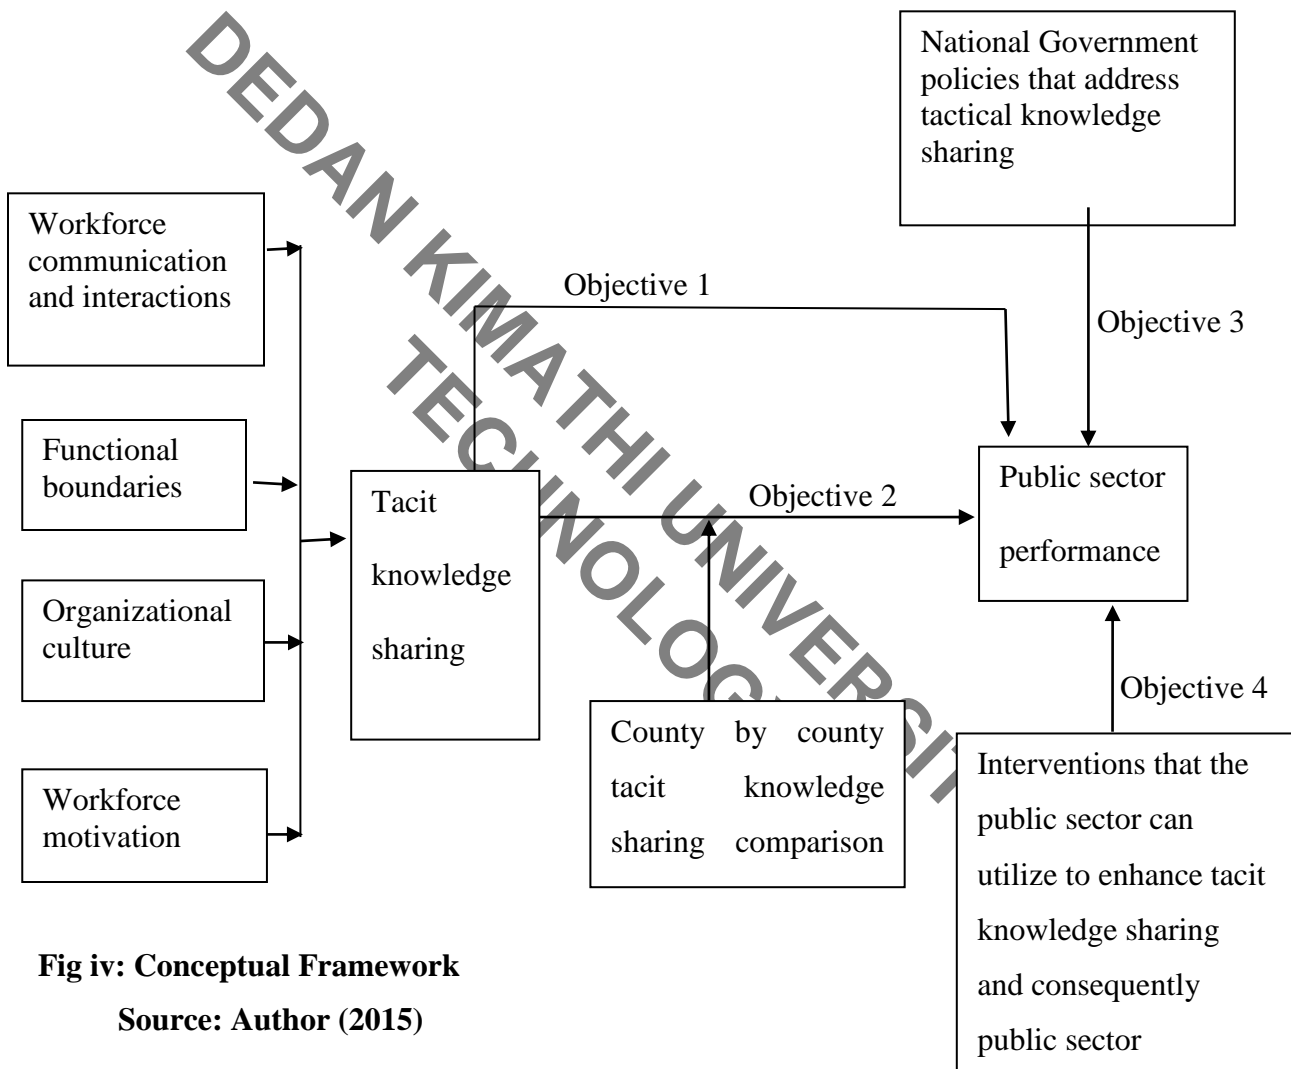 National Government
policies that address
tactical knowledge
sharing
Workforce
communication
and interactions
Objective 1
Objective 3
Functional
boundaries
Tacit
knowledge
sharing
Objective 2
Public sector
performance
Organizational
culture
Objective 4
County by county
tacit knowledge
sharing comparison
Interventions that the
public sector can
utilize to enhance tacit
knowledge sharing
and consequently
public sector
Workforce
motivation
Fig iv: Conceptual Framework
Source: Author (2015)
DEDAN KIMATHI UNIVERSIT
TECHNOLOG